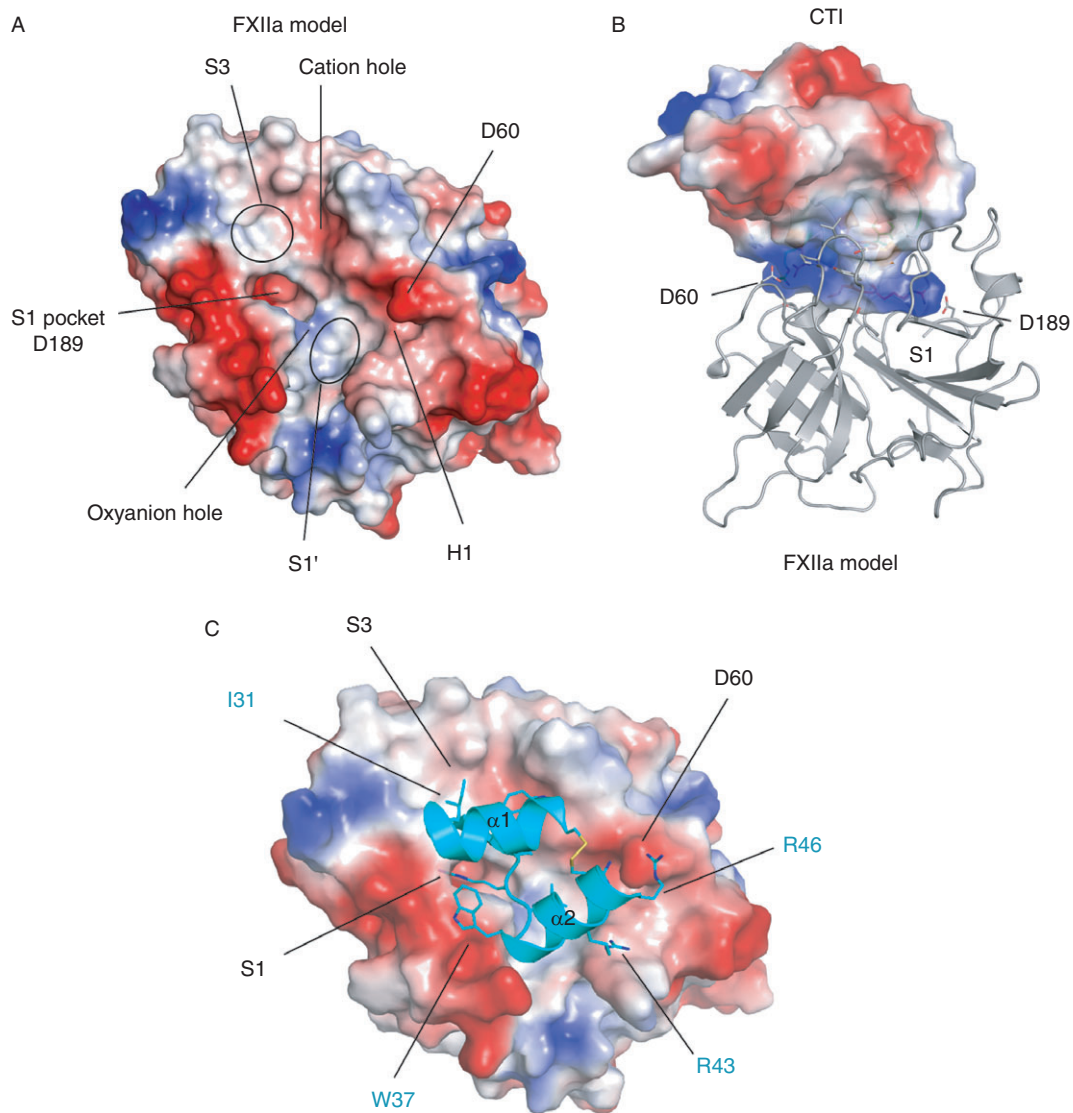 A
FXIIa model
S3
Cation hole
D60
S1 pocket
D189
Oxyanion hole
S1'
H1
B
CTI
D60
D189
S1
FXIIa model
C
S3
I31
D60
α1
R46
α2
S1
R43
W37